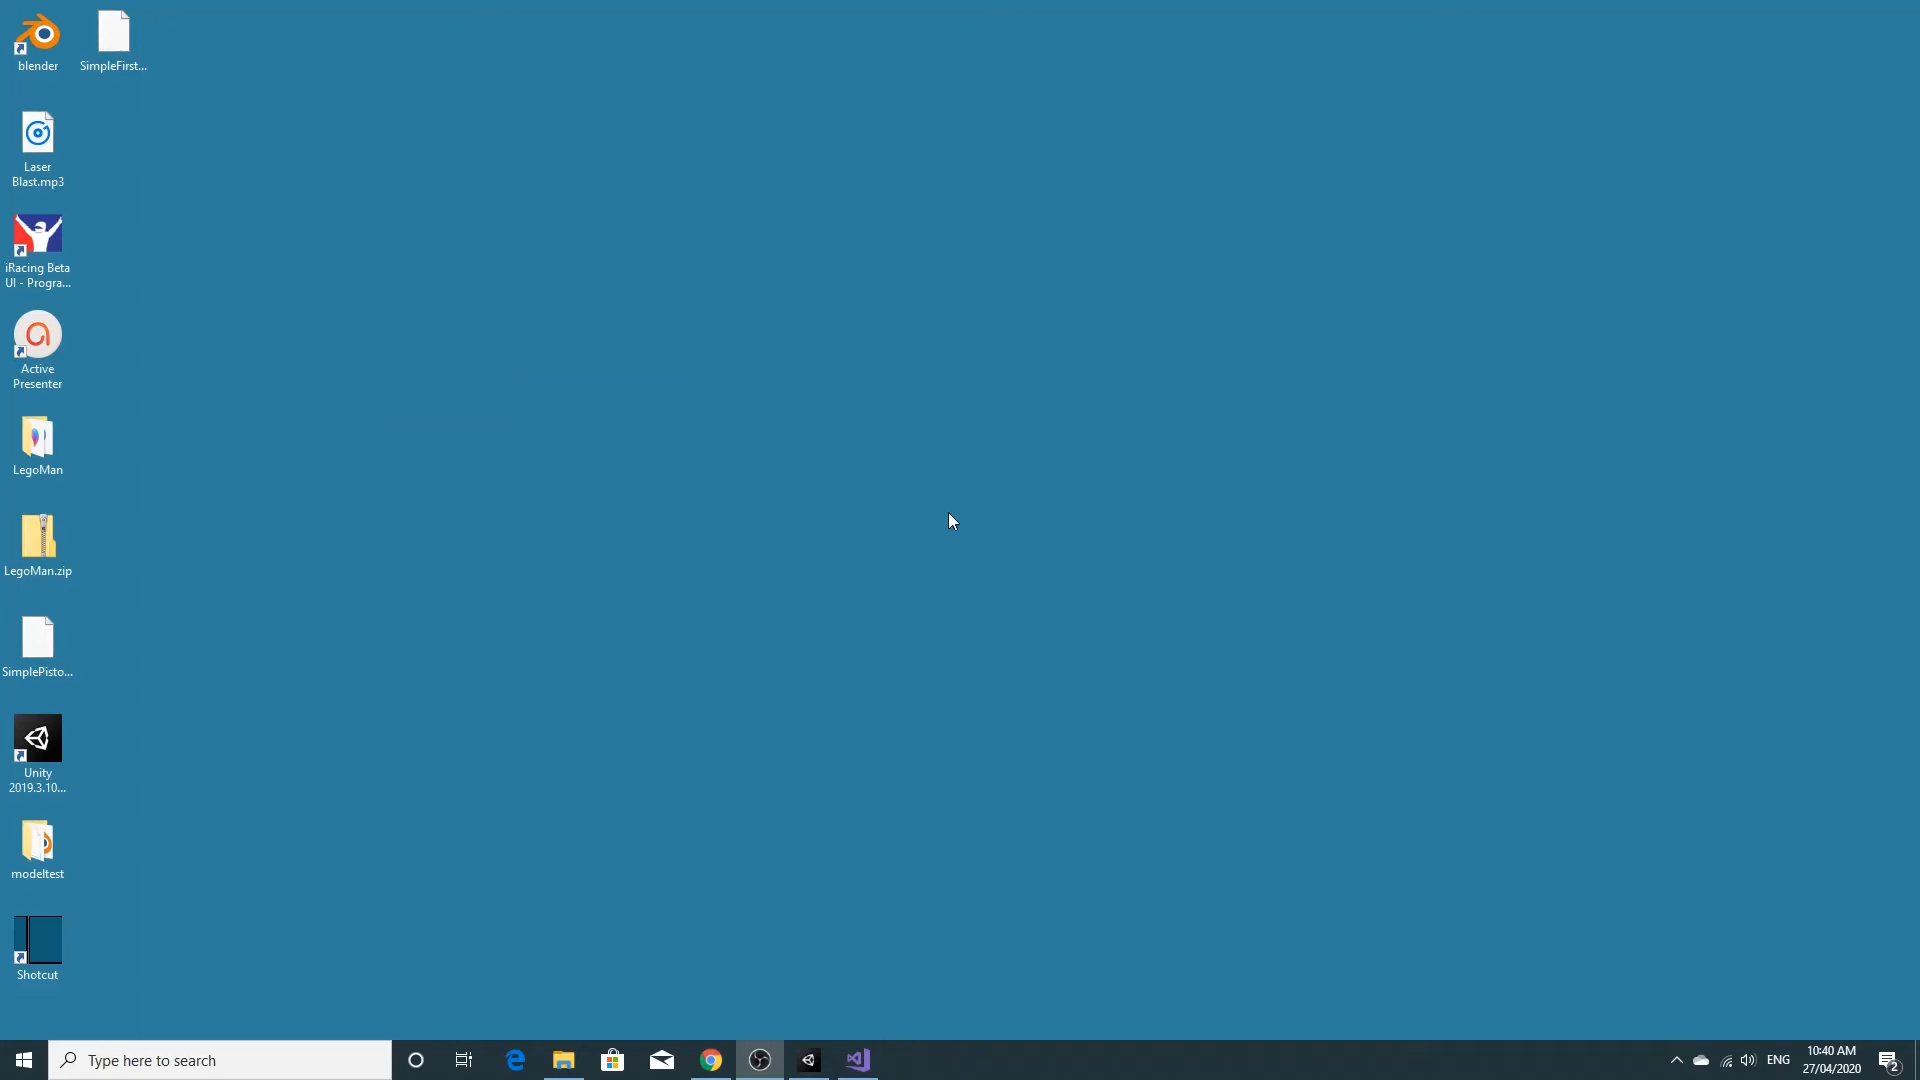 blender
SimpleFirst...
Laser
Blast.mp3
iRacing Beta
UI - Progra...
Active
Presenter
LegoMan
LegoMan.zip
SimplePisto...
Unity
2019.3.10...
modeltest
Shotcut
Type here to search
ENG
10:40 AM
27/04/2020
2